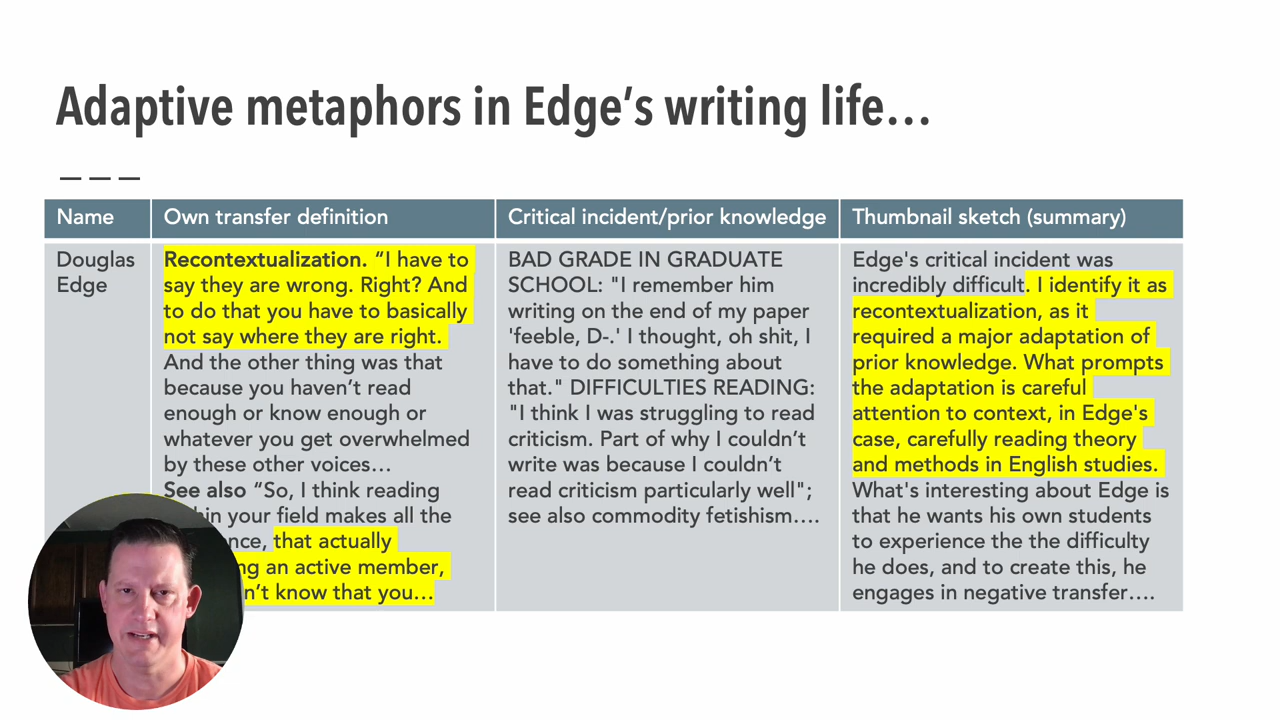 Adaptive metaphors in Edge's writing life…
Name
Own transfer definition
Critical incident/prior knowledge
Thumbnail sketch (summary)
Douglas
Edge
Recontextualization. “I have to
say they are wrong. Right? And
to do that you have to basically
not say where they are right.
And the other thing was that
because you haven’t read
enough or know enough or
whatever you get overwhelmed
by these other voices…
See also “So, I think reading
your field makes all the
that actually
an active member,
know that you…
BAD GRADE IN GRADUATE
SCHOOL: "I remember him
writing on the end of my paper
'feeble, D-.' I thought, oh shit, I
have to do something about
that." DIFFICULTIES READING:
"I think I was struggling to read
criticism. Part of why I couldn’t
write was because I couldn’t
read criticism particularly well";
see also commodity fetishism….
Edge's critical incident was
incredibly difficult. I identify it as
recontextualization, as it
required a major adaptation of
prior knowledge. What prompts
the adaptation is careful
attention to context, in Edge's
case, carefully reading theory
and methods in English studies.
What's interesting about Edge is
that he wants his own students
to experience the the difficulty
he does, and to create this, he
engages in negative transfer….